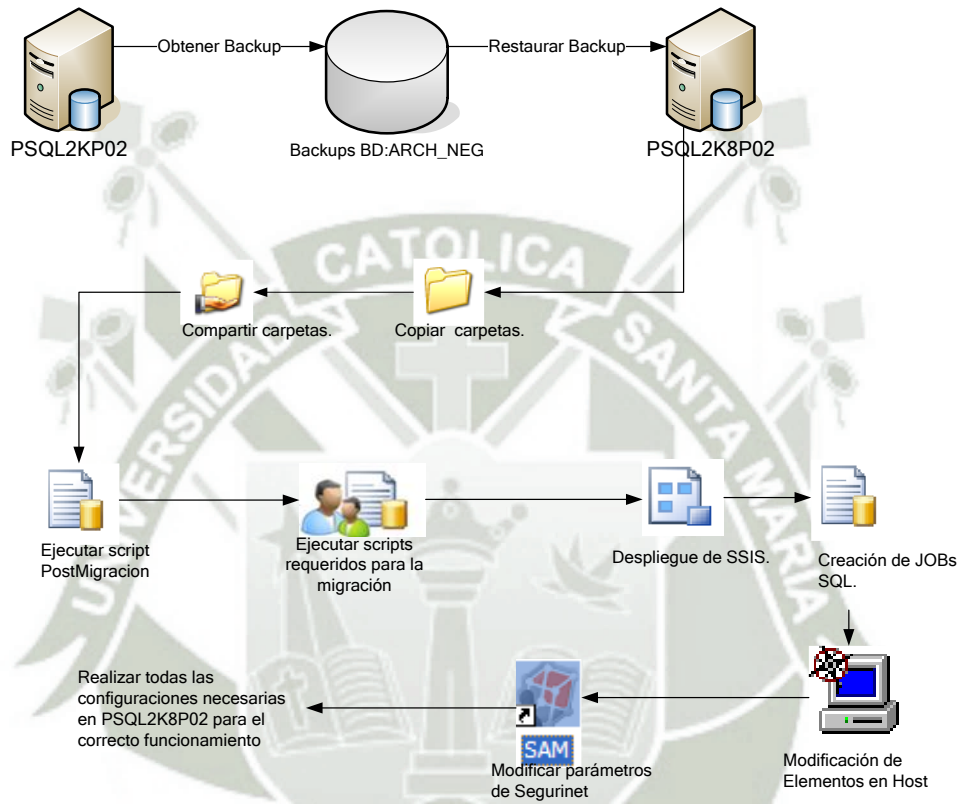 Obtener Backup
Restaurar Backup
PSQL2KP02
Backups BD:ARCH_NEG
PSQL2K8P02
UNIVERSIDAD CATOLICA SANTA MARIA
Compartir carpetas.
Copiar carpetas.
Ejecutar script
PostMigracion
Ejecutar scripts
requeridos para la
migración
Despliegue de SSIS.
Creación de JOBs
SQL.
Realizar todas las
configuraciones necesarias
en PSQL2K8P02 para el
correcto funcionamiento
SAM
Modificar parámetros
de Segurinet
Modificación de
Elementos en Host